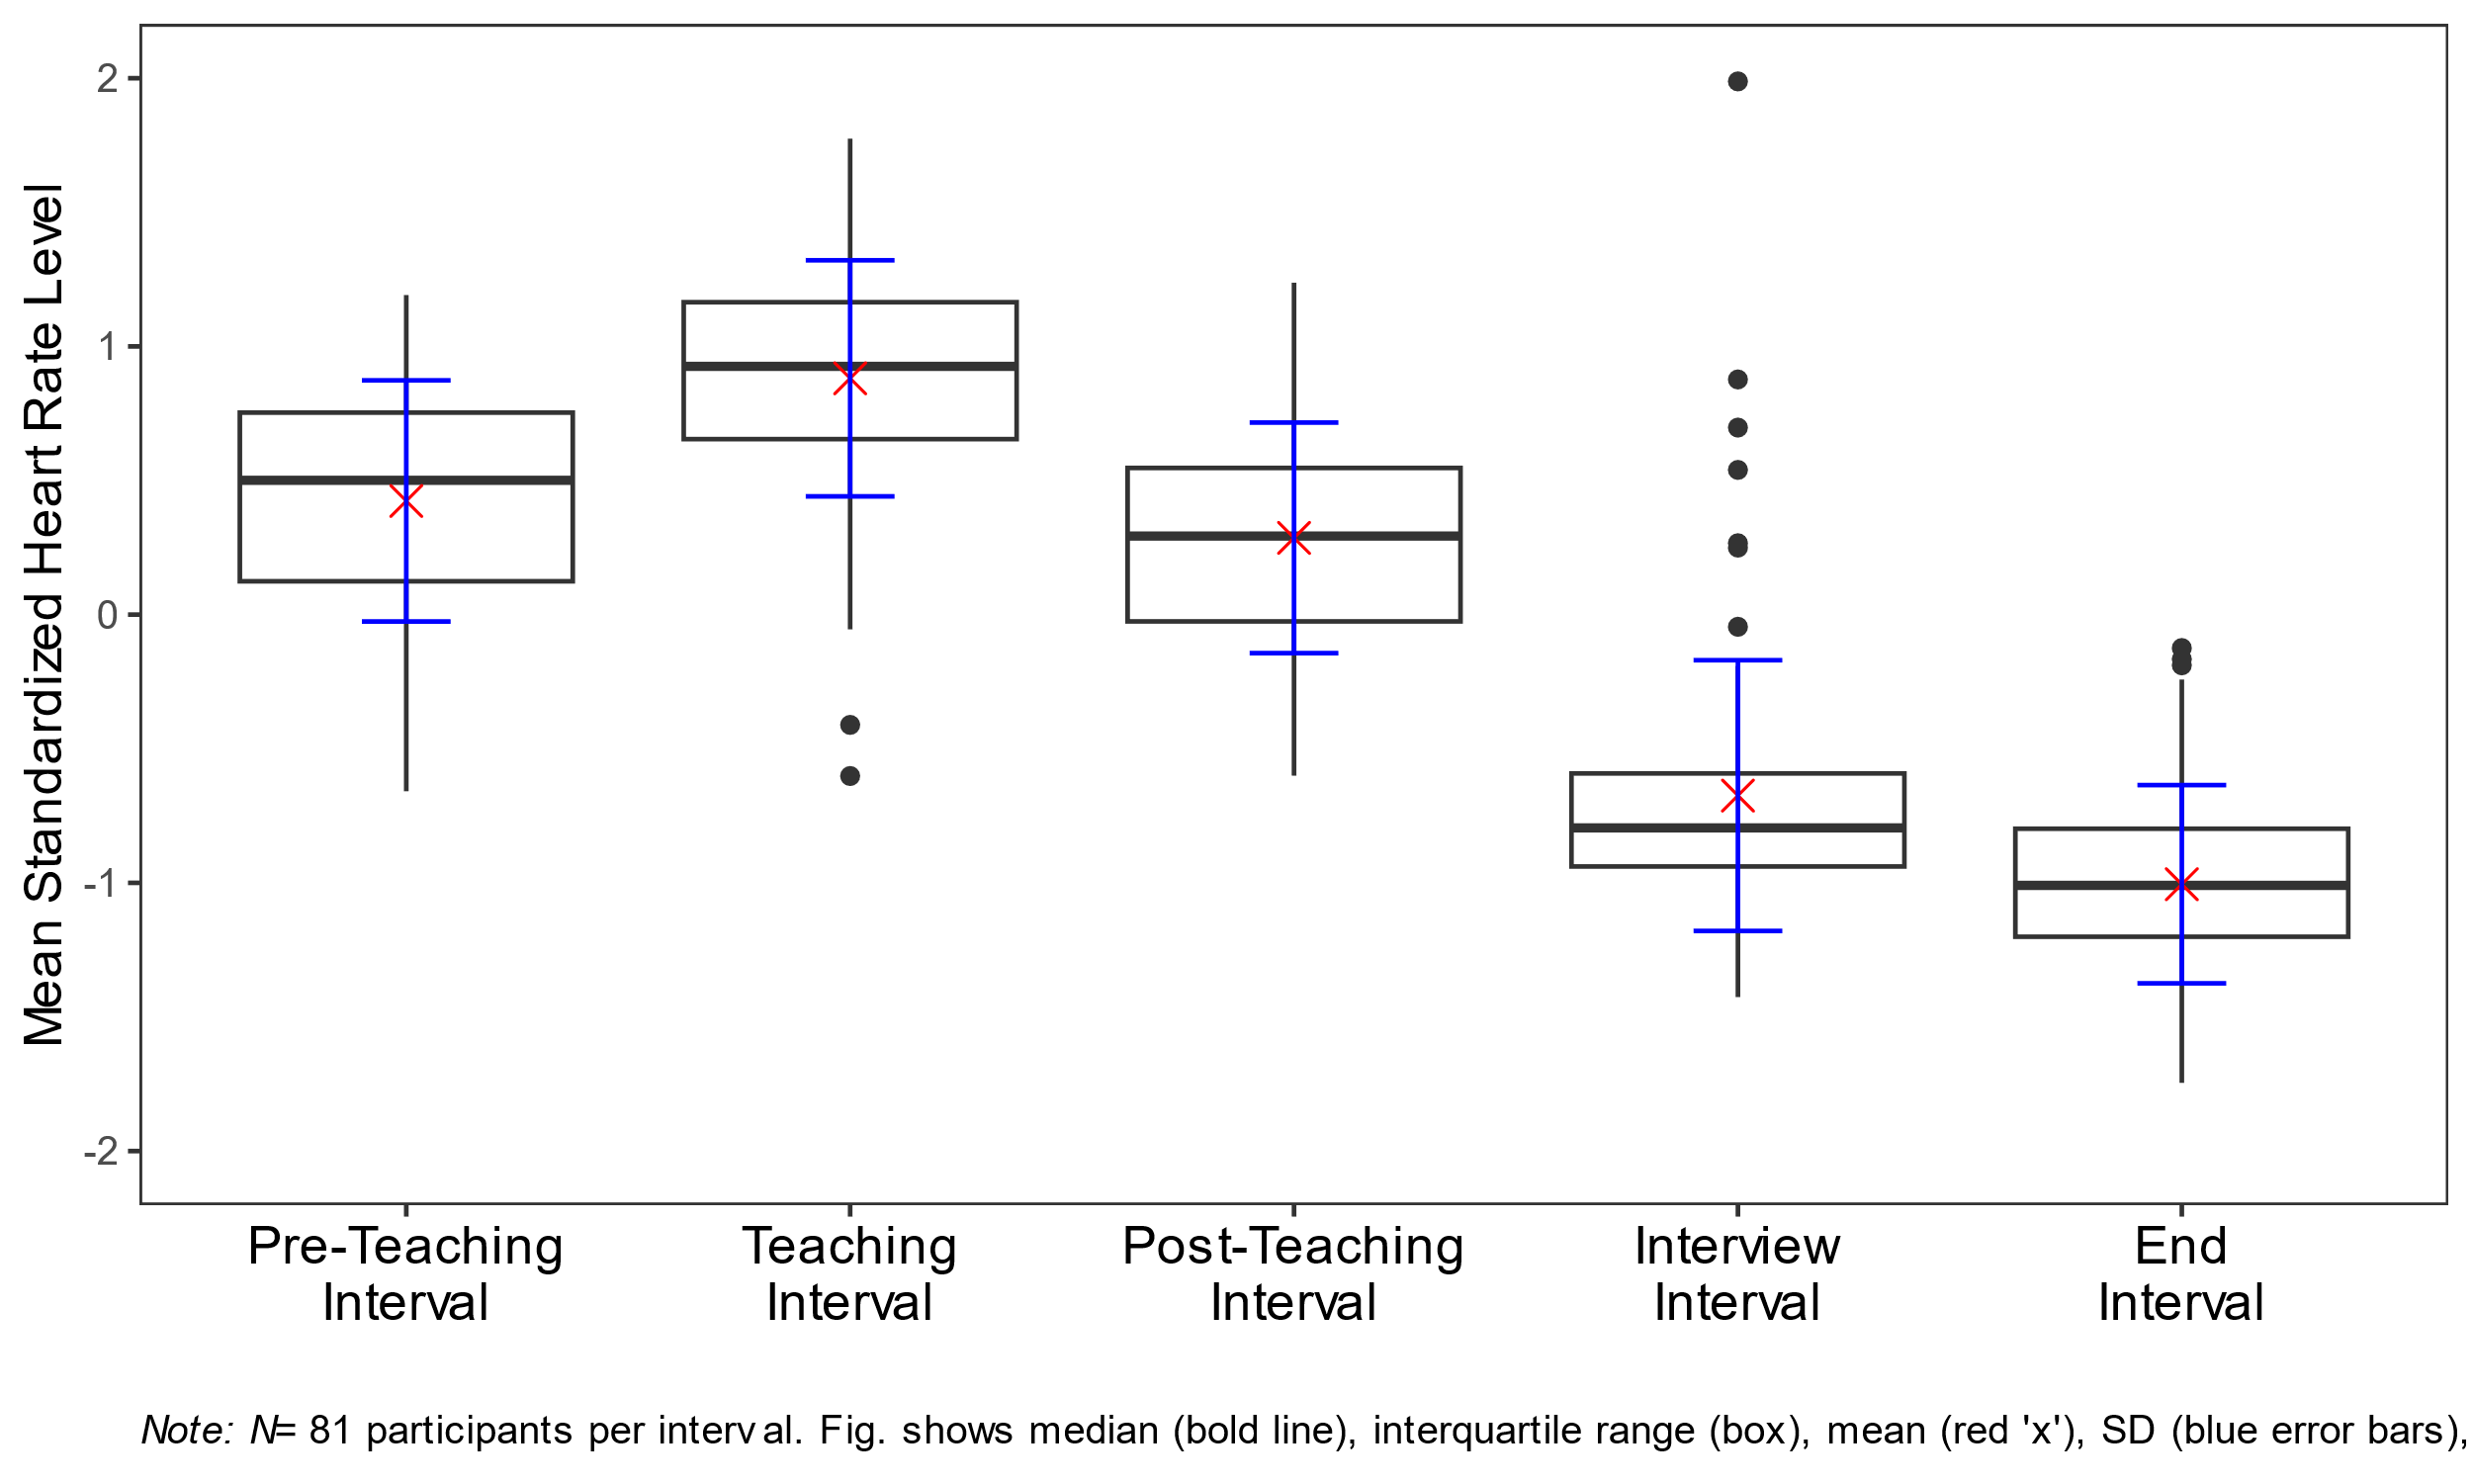 Mean Standardized Heart Rate Level
2
1
0
-1
-2
Pre-Teaching
Interval
Teaching
Interval
Post-Teaching
Interval
Interview
Interval
End
Interval
Note: N= 81 participants per interval. Fig. shows median (bold line), interquartile range (box), mean (red 'x'), SD (blue error bars),